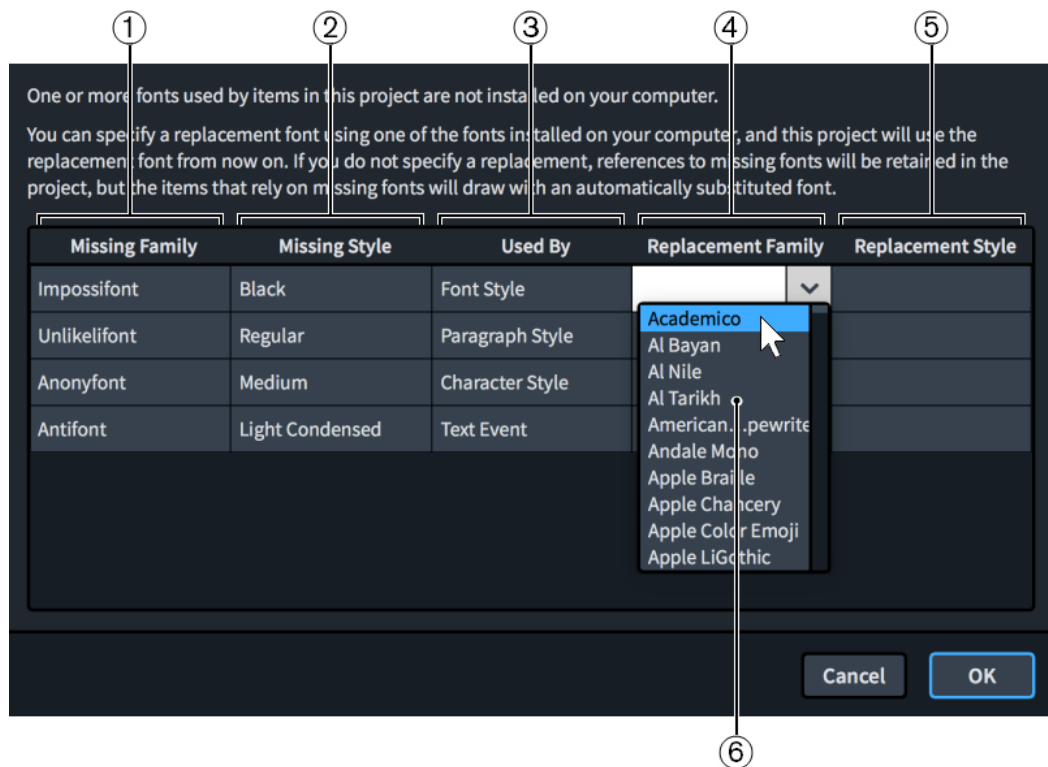 ① ② ③ ④ ⑤
One or more fonts used by items in this project are not installed on your computer.
You can specify a replacement font using one of the fonts installed on your computer, and this project will use the
replacement font from now on. If you do not specify a replacement, references to missing fonts will be retained in the
project, but the items that rely on missing fonts will draw with an automatically substituted font.
Missing Family Missing Style Used By Replacement Family Replacement Style
Impossifont Black Font Style
Unlikelifont Regular Paragraph Style
Anonyfont Medium Character Style
Antifont Light Condensed Text Event
Academico
Al Bayan
Al Nile
Al Tarikh
American...pewrite
Andale Mono
Apple Braille
Apple Chancery
Apple Color Emoji
Apple LiGothic
Cancel OK
⑥